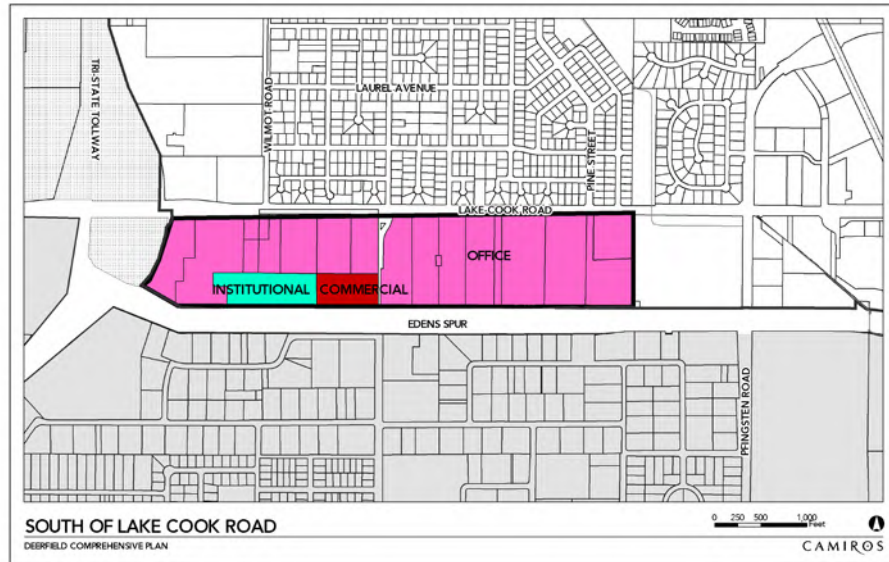 TRI-STATE TOLLWAY
WILMOT ROAD
LAUREL AVENUE
PINE STREET
LAKE COOK ROAD
OFFICE
INSTITUTIONAL
COMMERCIAL
EDENS SPUR
PFINGSTEN ROAD
SOUTH OF LAKE COOK ROAD
DEERFIELD COMPREHENSIVE PLAN
0 250 500 1,000
Feet
CAMIROS